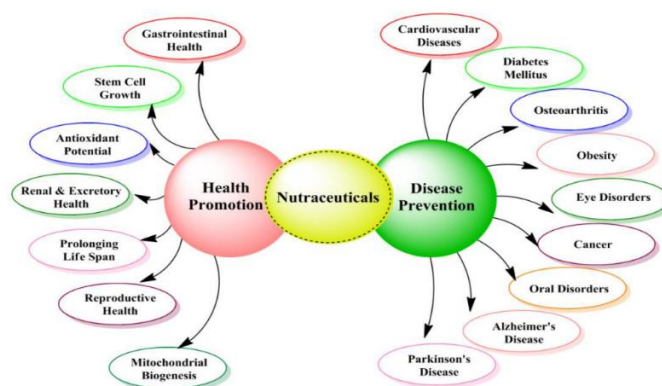 Gastrointestinal
Health
Stem Cell
Growth
Antioxidant
Potential
Renal & Excretory
Health
Prolonging
Life Span
Reproductive
Health
Mitochondrial
Biogenesis
Health
Promotion
Nutraceuticals
Disease
Prevention
Cardiovascular
Diseases
Diabetes
Mellitus
Osteoarthritis
Obesity
Eye Disorders
Cancer
Oral Disorders
Alzheimer's
Disease
Parkinson's
Disease